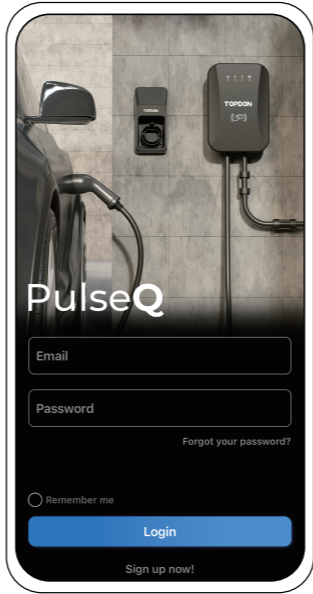 TOPDON
TOPDON
PulseQ
Email
Password
Forgot your password?
Remember me
Login
Sign up now!